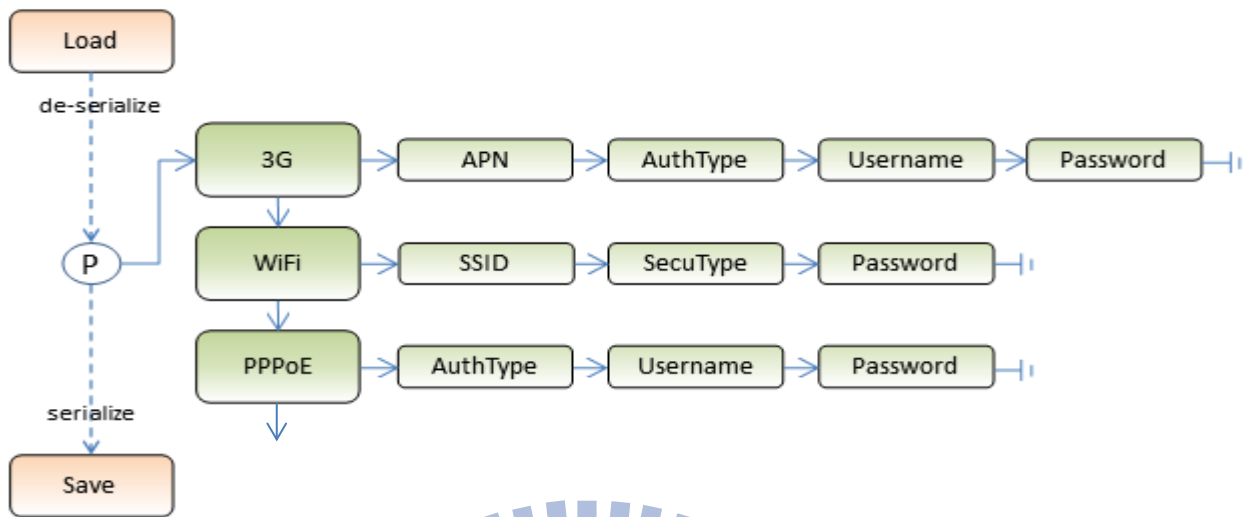 Load
de-serialize
3G
APN
AuthType
Username
Password
P
WiFi
SSID
SecuType
Password
PPPoE
AuthType
Username
Password
serialize
Save